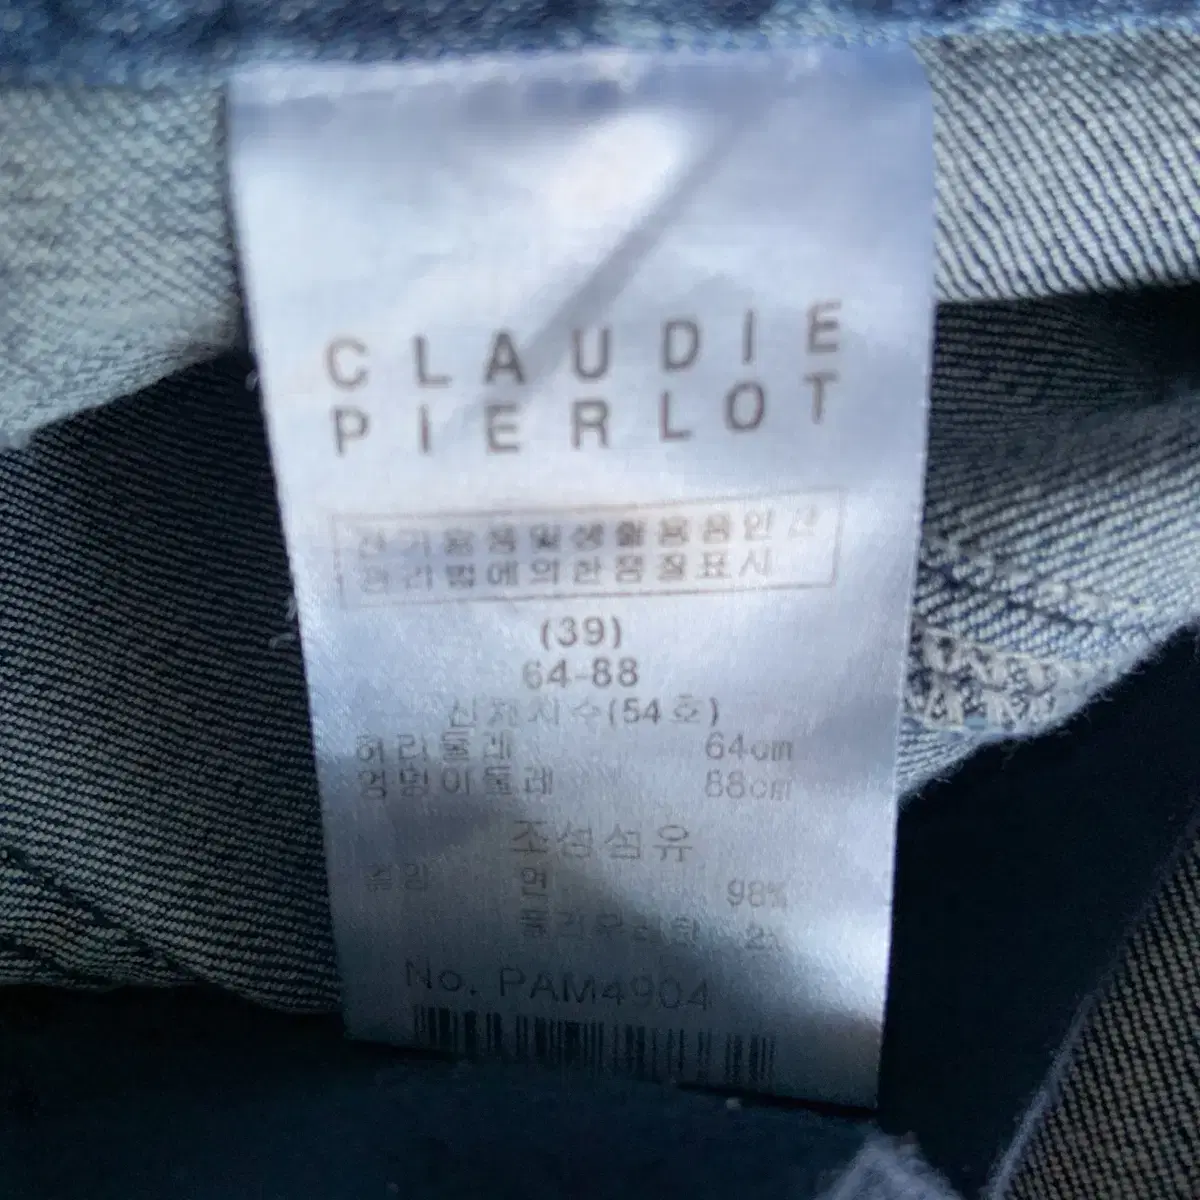 CLAUDIE
PIERLOT
전기용품및생활용품안전
관리법에의한품질표시
(39)
64-88
신체치수(54호)
허리둘레 64cm
엉덩이둘레 88cm
조성섬유
겉감 면 98%
폴리우레탄 2%
No. PAM4904